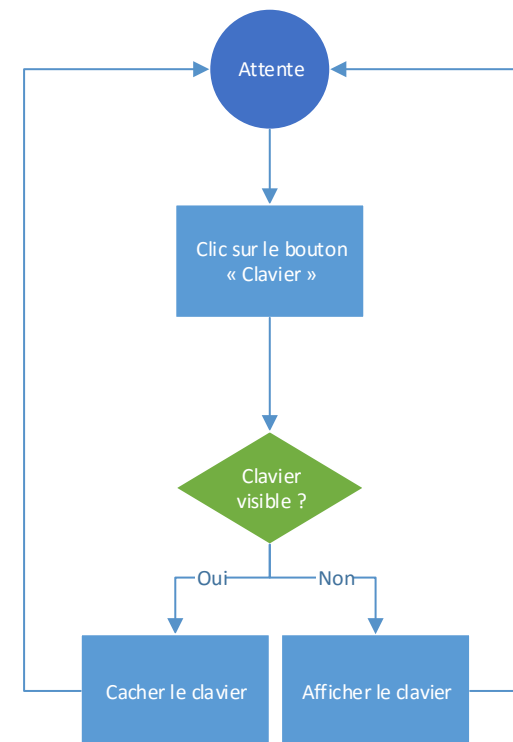 Attente
Clic sur le bouton
« Clavier »
Clavier
visible ?
Oui
Non
Cacher le clavier
Afficher le clavier